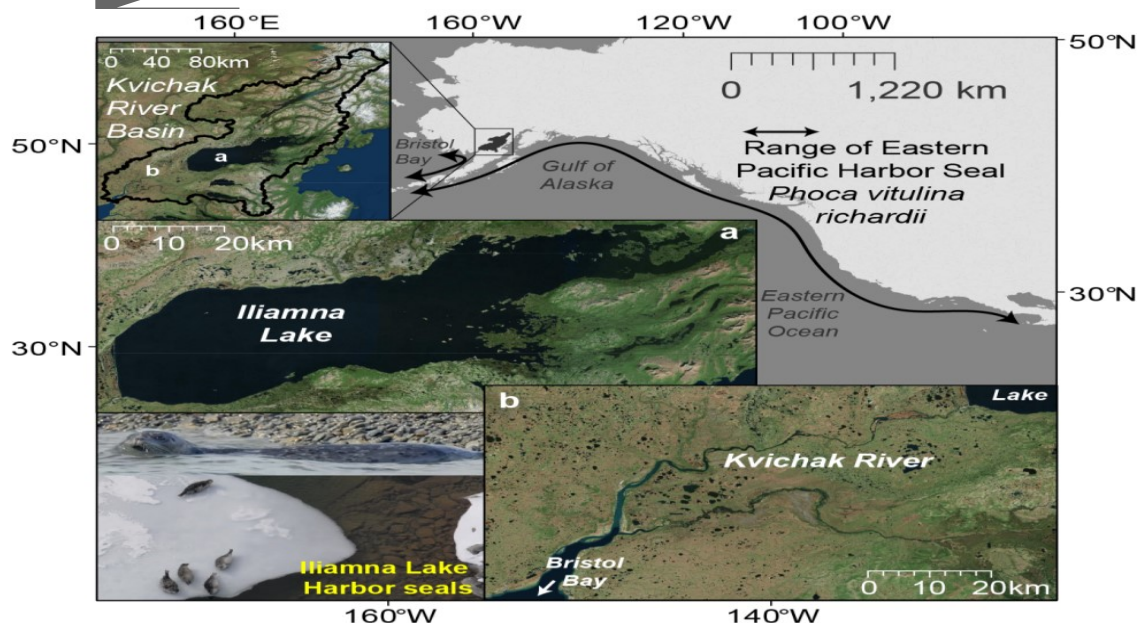 160°E
160°W
120°W
100°W
50°N
0 40 80km
Kvichak
River
Basin
a
b
0 1,220 km
Range of Eastern
Pacific Harbor Seal
Phoca vitulina
richardii
Bristol
Bay
Gulf of
Alaska
50°N
0 10 20km
a
Iliamna
Lake
Eastern
Pacific
Ocean
30°N
30°N
b
Lake
Kvichak River
Bristol
Bay
0 10 20km
Iliamna Lake
Harbor seals
160°W
140°W